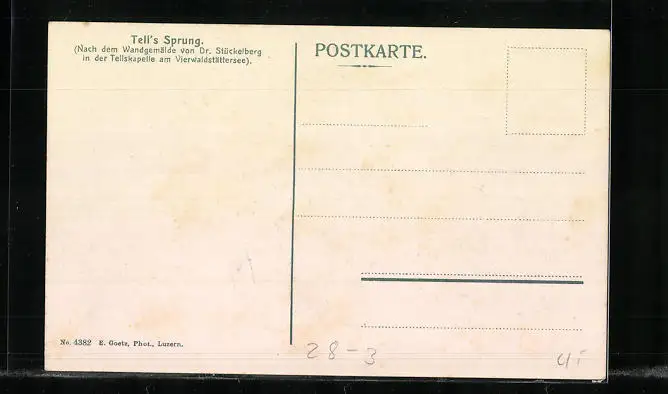 Tell's Sprung.
(Nach dem Wandgemälde von Dr. Stückelberg
in der Tellskapelle am Vierwaldstättersee).
POSTKARTE.
No. 4382 E. Goetz, Phot., Luzern.
28-3